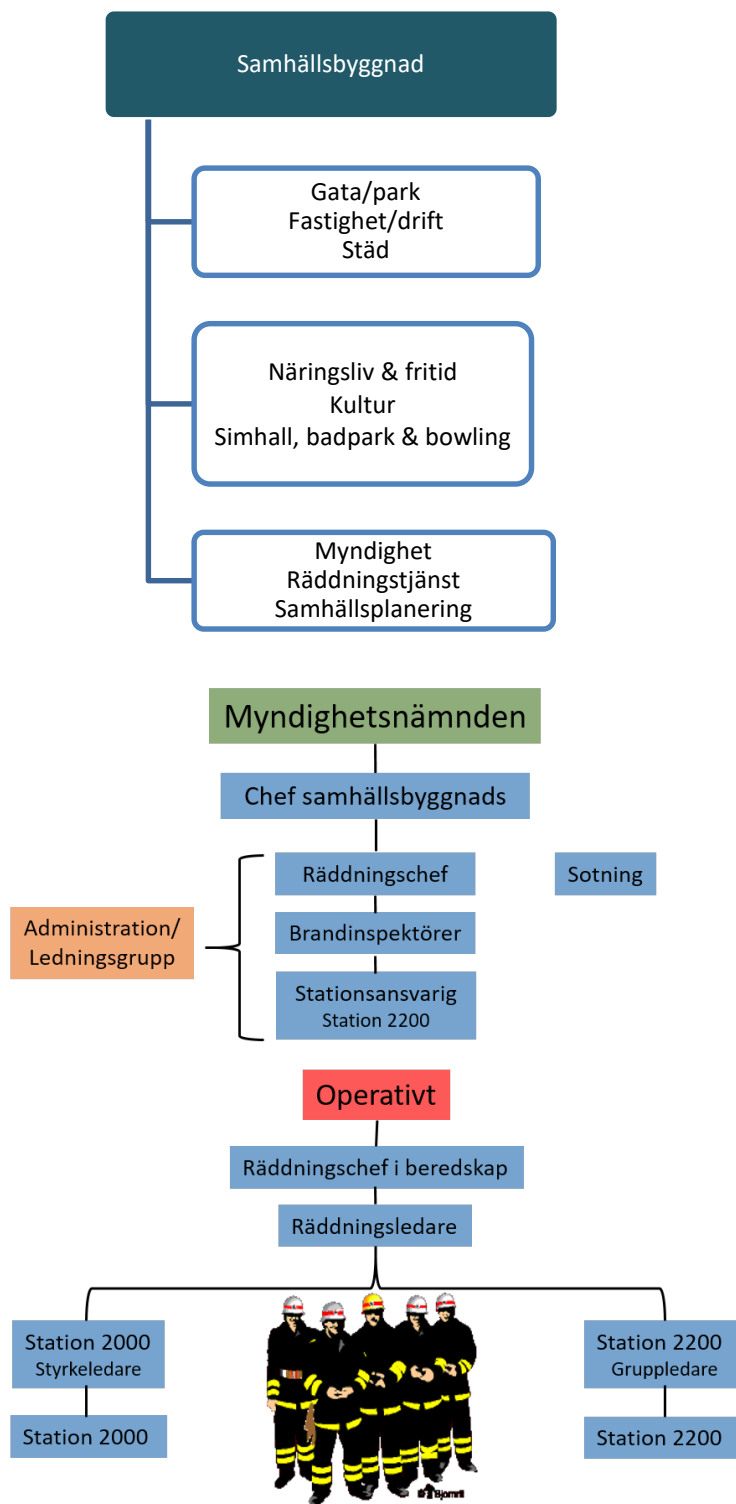 Samhällsbyggnad
Gata/park
Fastighet/drift
Städ
Näringsliv & fritid
Kultur
Simhall, badpark & bowling
Myndighet
Räddningstjänst
Samhällsplanering
Myndighetsnämnden
Chef samhällsbyggnads
Räddningschef
Sotning
Administration/
Ledningsgrupp
Brandinspektörer
Stationsansvarig
Station 2200
Operativt
Räddningschef i beredskap
Räddningsledare
Station 2000
Styrkeledare
Station 2000
Station 2200
Gruppledare
Station 2200